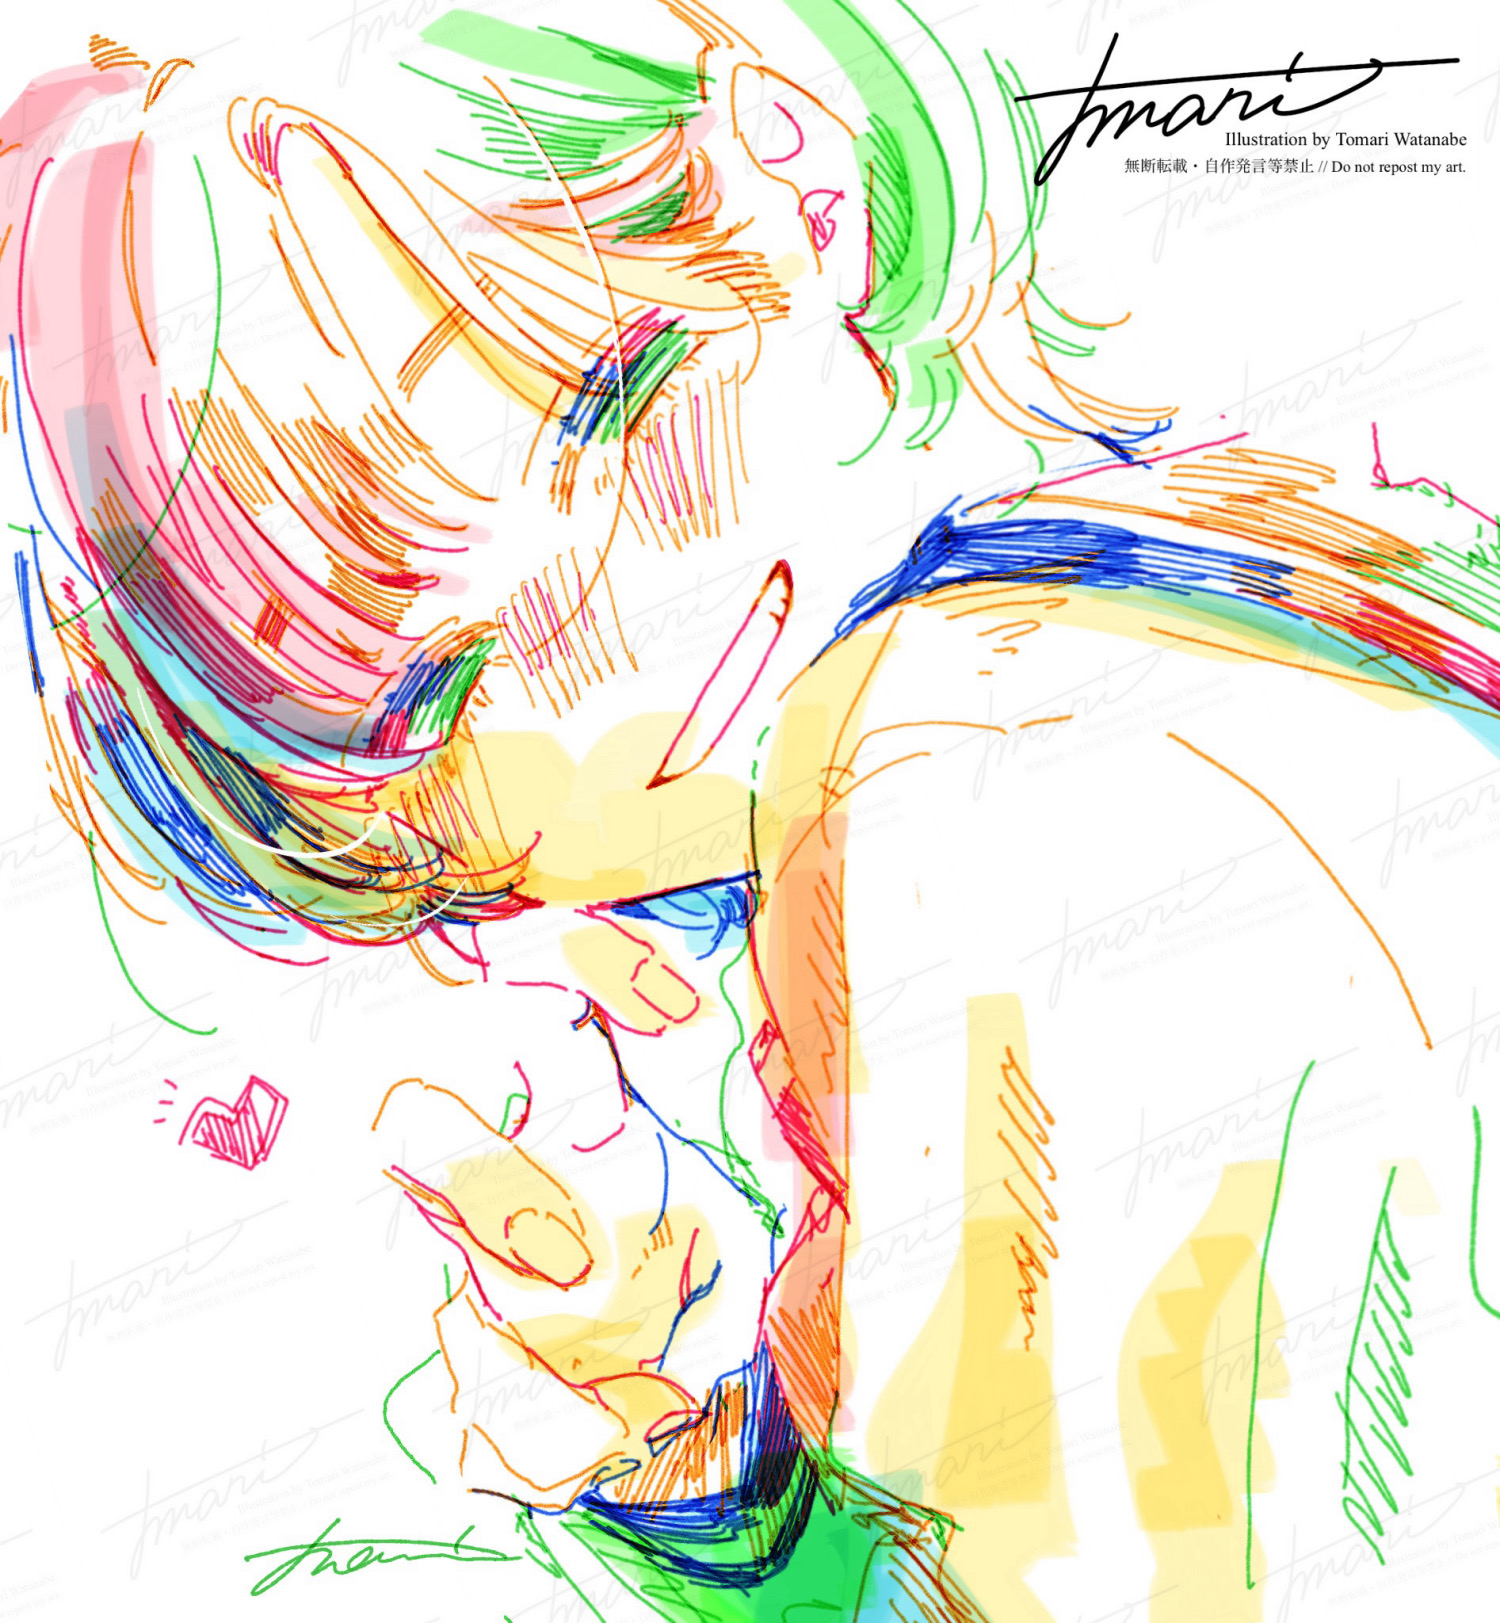 Tmari
Illustration by Tomari Watanabe
無断転載・自作発言等禁止 // Do not repost my art.